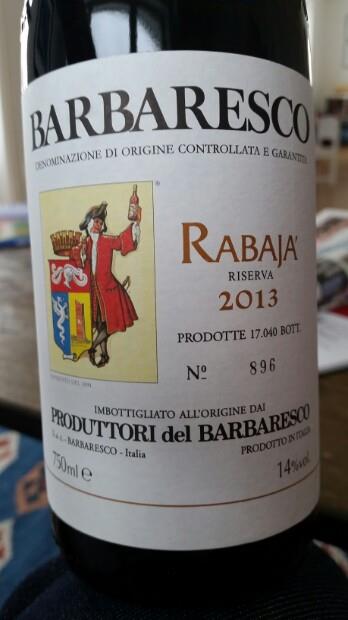 BARBARESCO
DENOMINAZIONE DI ORIGINE CONTROLLATA E GARANTITA
®
RABAJÀ
RISERVA
2013
PRODOTTE 17.040 BOTT.
Nº 896
IMBOTTIGLIATO ALL'ORIGINE DAI
PRODUTTORI del BARBARESCO
S.a.c. - BARBARESCO - Italia
PRODOTTO IN ITALIA
750ml e
14%vol.